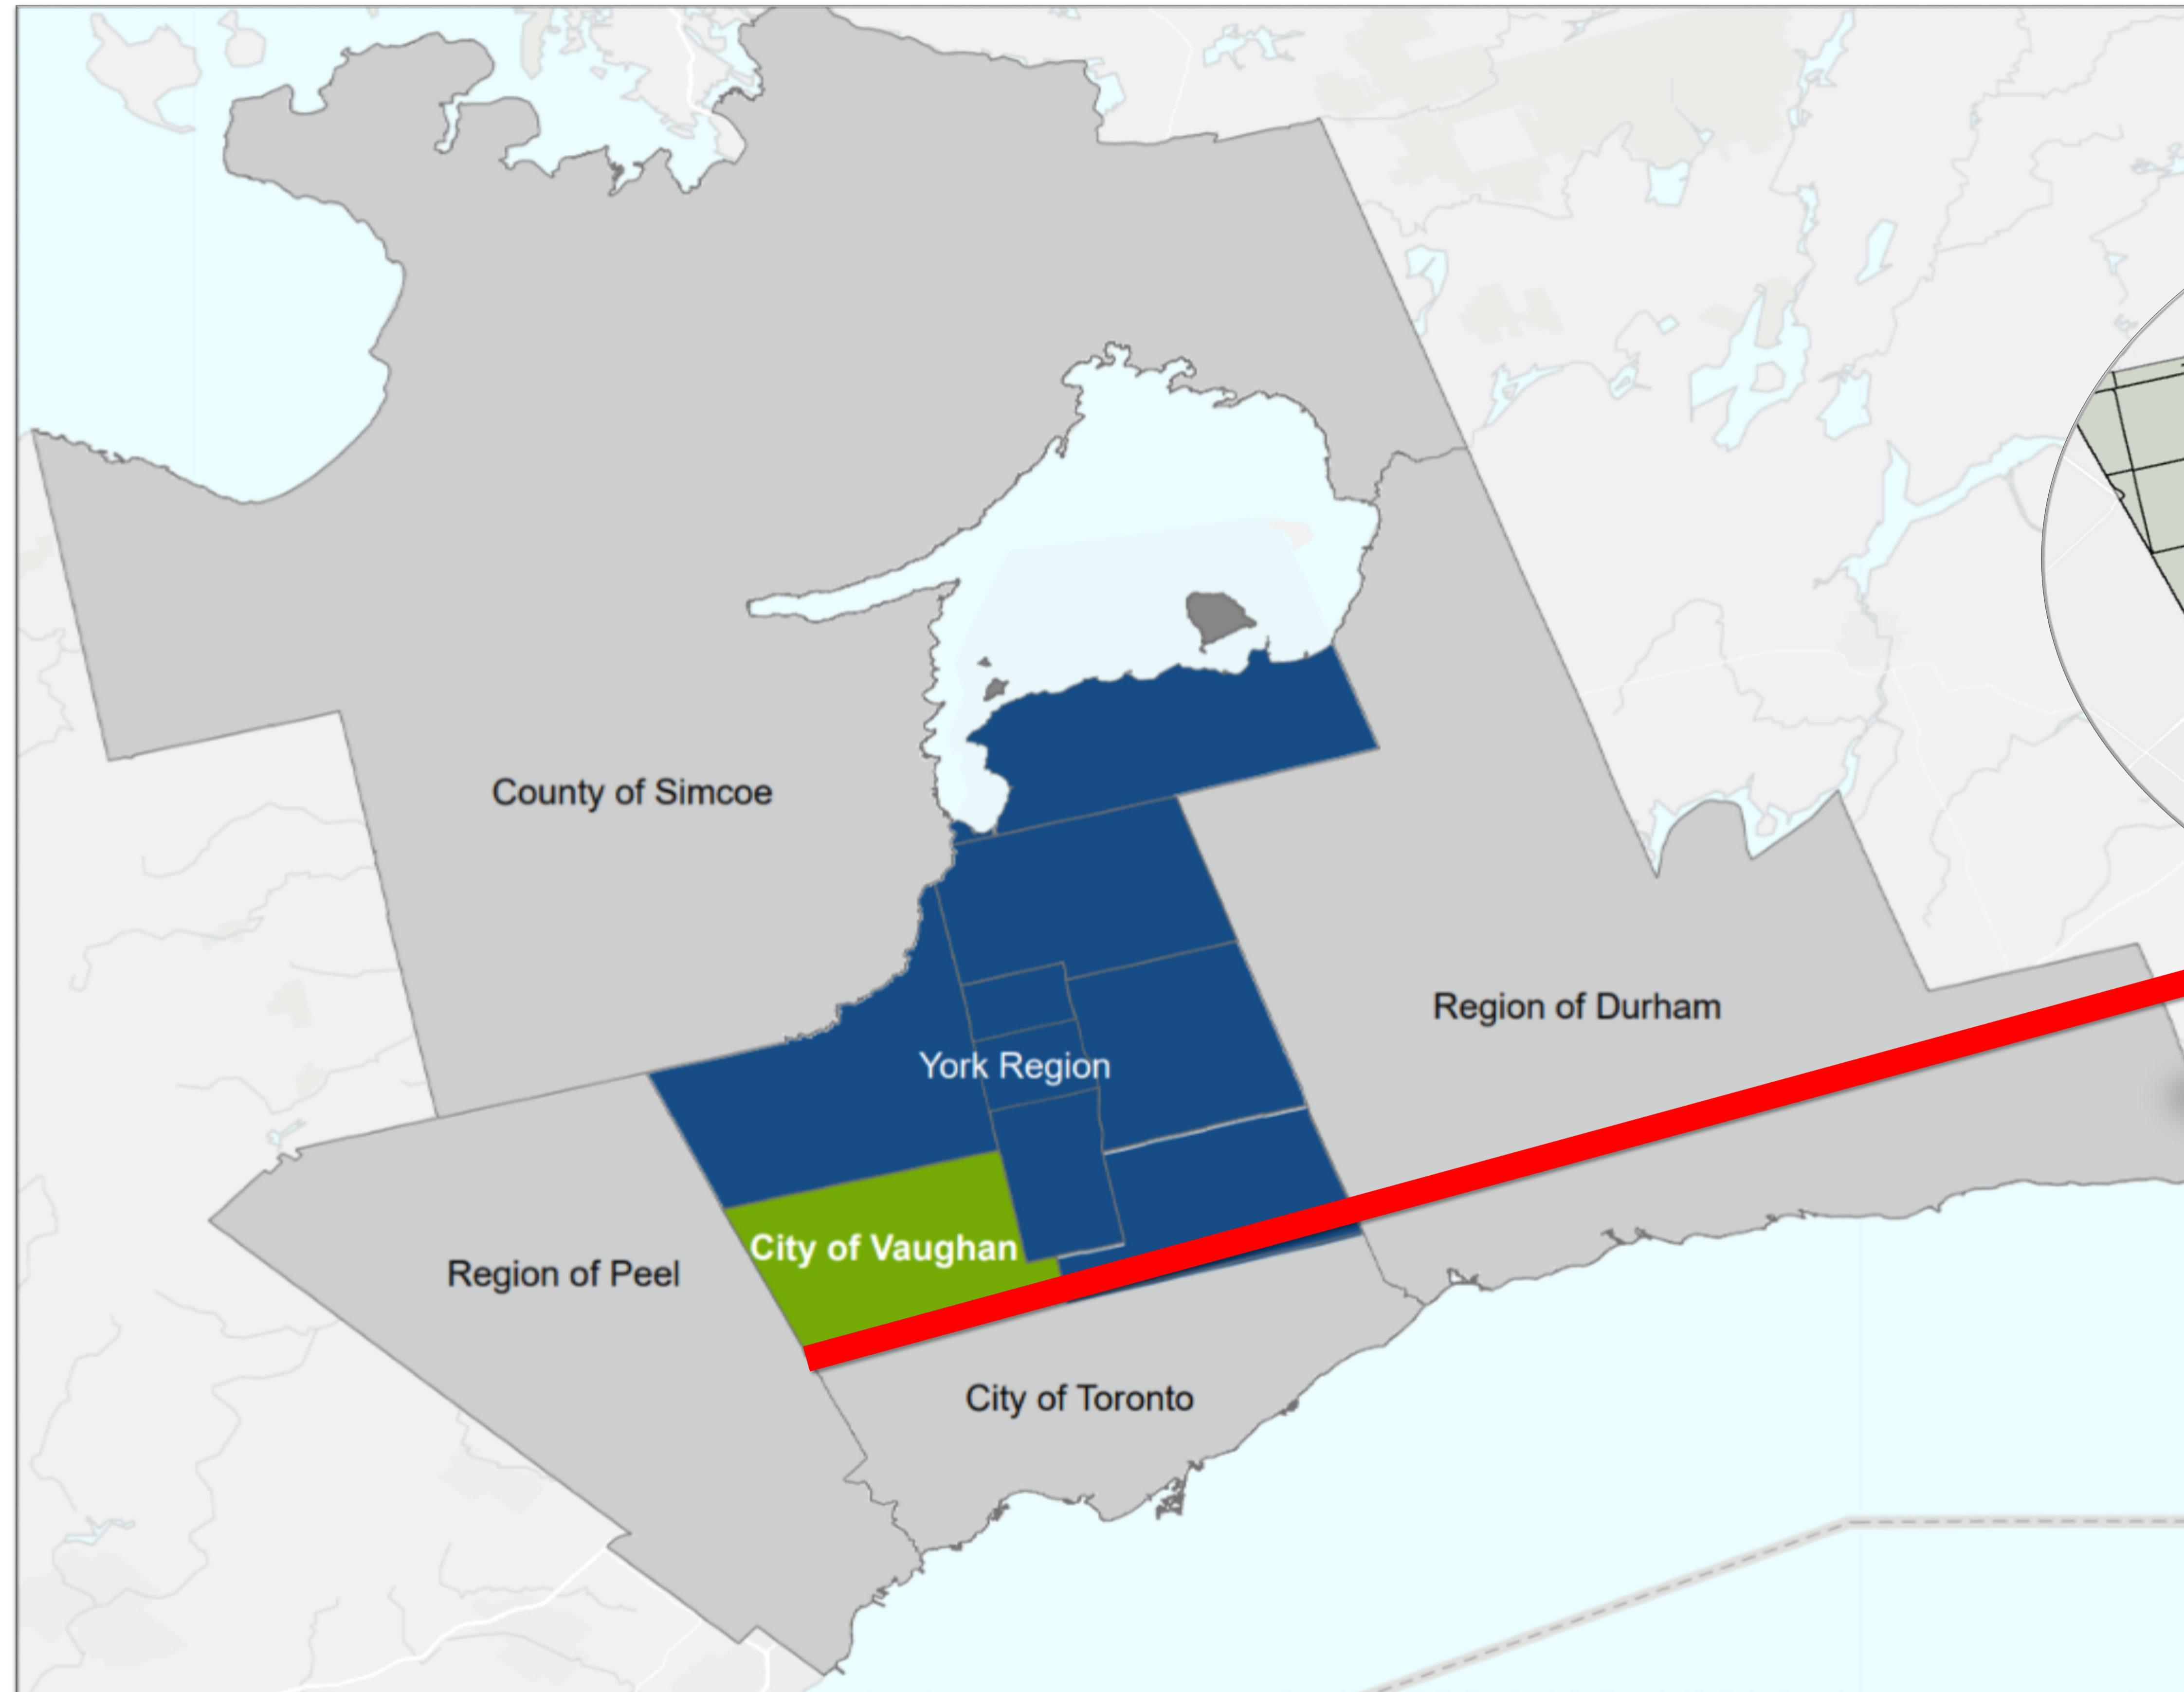 County of Simcoe
Region of Durham
York Region
City of Vaughan
Region of Peel
City of Toronto